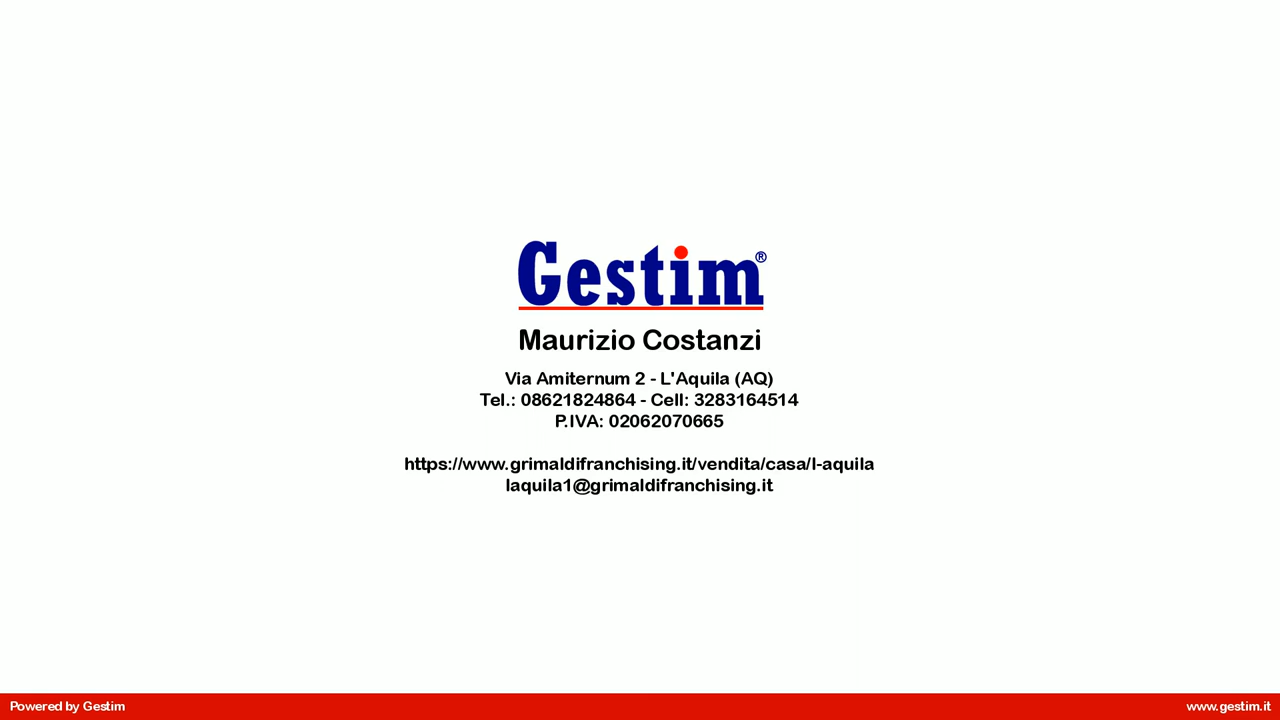 Gestim®
Maurizio Costanzi
Via Amiternum 2 - L'Aquila (AQ)
Tel.: 08621824864 - Cell: 3283164514
P.IVA: 02062070665
https://www.grimaldifranchising.it/vendita/casa/l-aquila
laquila1@grimaldifranchising.it
Powered by Gestim
www.gestim.it